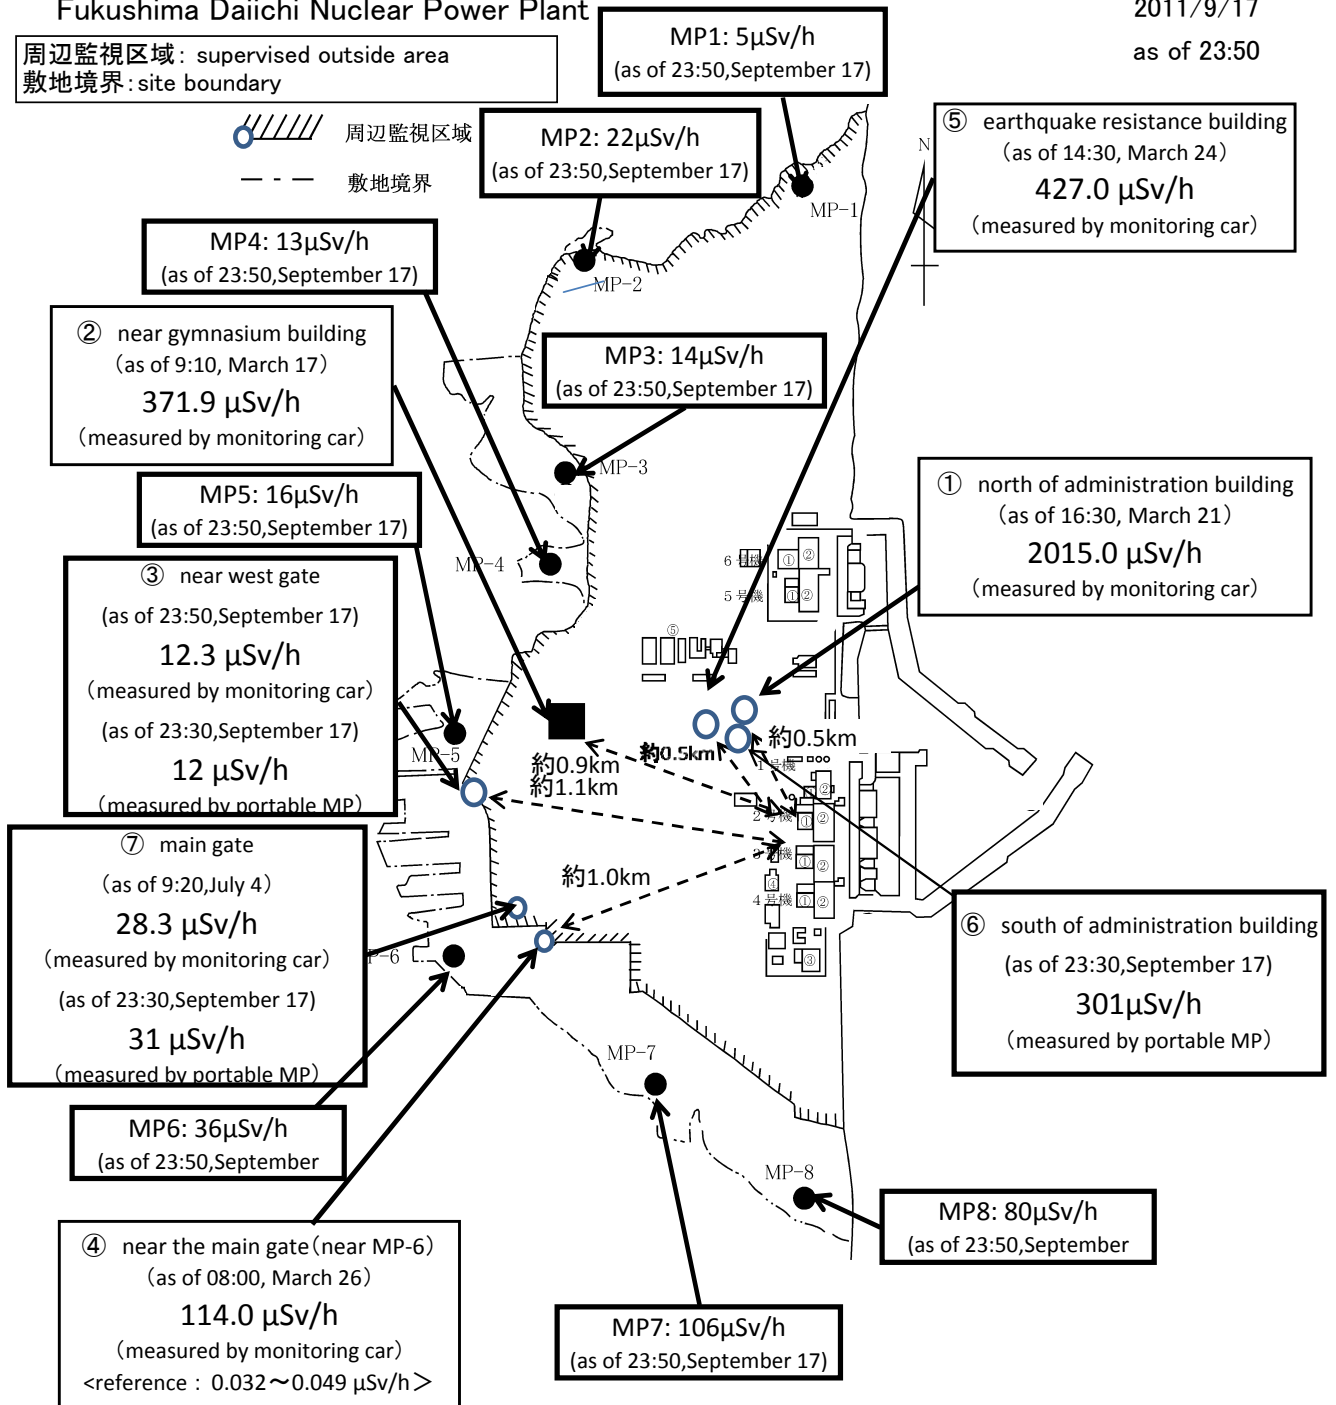 Fukushima Daiichi Nuclear Power Plant
2011/9/17
as of 23:50
周辺監視区域: supervised outside area
敷地境界:site boundary
周辺監視区域
敷地境界
MP1: 5μSv/h
(as of 23:50,September 17)
MP2: 22μSv/h
(as of 23:50,September 17)
⑤ earthquake resistance building
(as of 14:30, March 24)
427.0 μSv/h
(measured by monitoring car)
N
MP-1
MP4: 13μSv/h
(as of 23:50,September 17)
MP-2
② near gymnasium building
(as of 9:10, March 17)
371.9 μSv/h
(measured by monitoring car)
MP3: 14μSv/h
(as of 23:50,September 17)
MP-3
MP5: 16μSv/h
(as of 23:50,September 17)
① north of administration building
(as of 16:30, March 21)
2015.0 μSv/h
(measured by monitoring car)
MP-4
③ near west gate
(as of 23:50,September 17)
12.3 μSv/h
(measured by monitoring car)
(as of 23:30,September 17)
12 μSv/h
(measured by portable MP)
6号機
① ②
5号機
① ②
⑤
MP-5
約0.9km
約1.1km
約0.5km
約0.5km
1号機
②
2号機
① ②
3号機
① ②
④
4号機
① ②
③
約1.0km
⑦ main gate
(as of 9:20,July 4)
28.3 μSv/h
(measured by monitoring car)
(as of 23:30,September 17)
31 μSv/h
(measured by portable MP)
P-6
⑥ south of administration building
(as of 23:30,September 17)
301μSv/h
(measured by portable MP)
MP-7
MP6: 36μSv/h
(as of 23:50,September
MP-8
MP8: 80μSv/h
(as of 23:50,September
④ near the main gate(near MP-6)
(as of 08:00, March 26)
114.0 μSv/h
(measured by monitoring car)
<reference : 0.032～0.049 μSv/h＞
MP7: 106μSv/h
(as of 23:50,September 17)